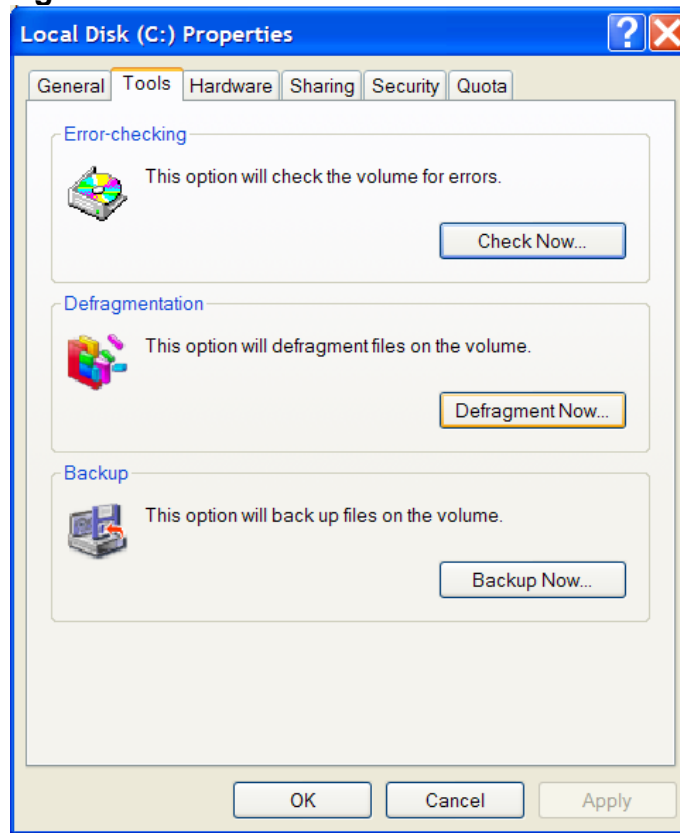 Local Disk (C:) Properties
General Tools Hardware Sharing Security Quota
Error-checking
This option will check the volume for errors.
Check Now...
Defragmentation
This option will defragment files on the volume.
Defragment Now...
Backup
This option will back up files on the volume.
Backup Now...
OK Cancel Apply